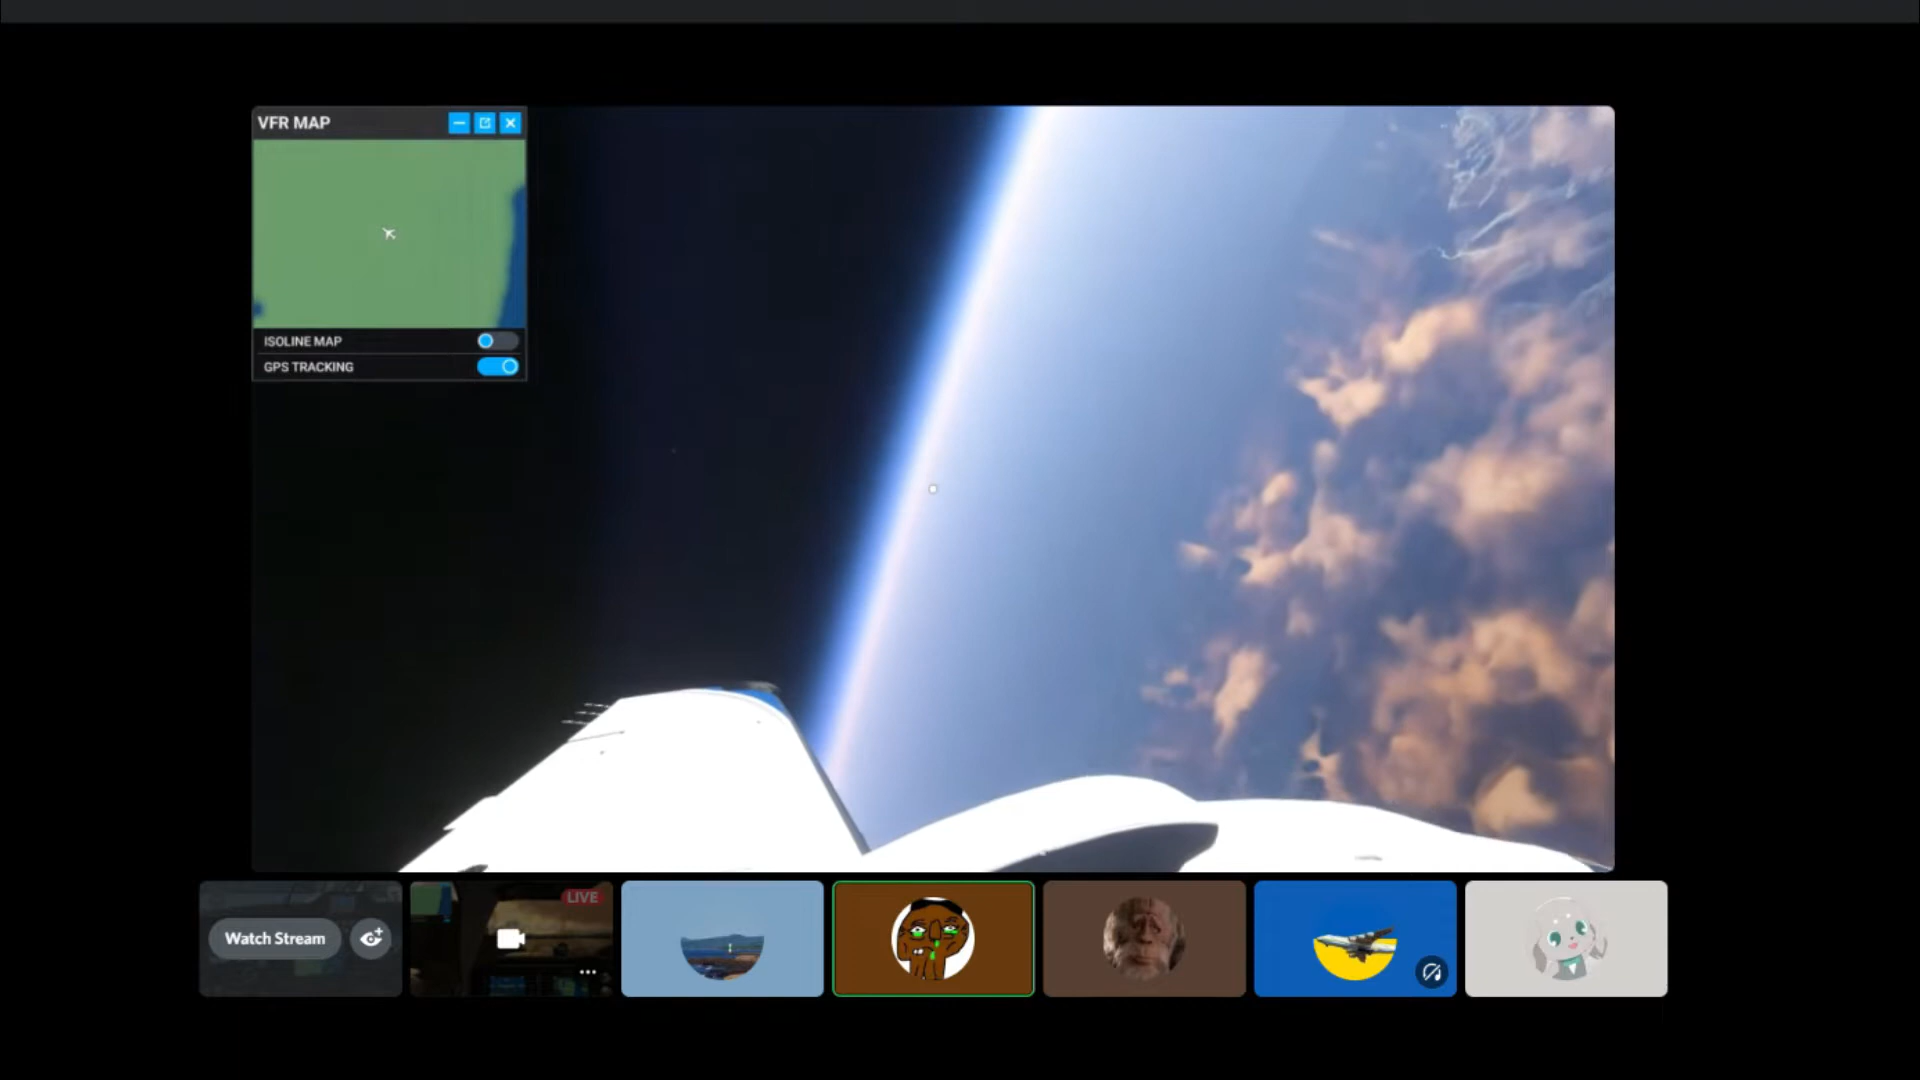 VFR MAP
ISOLINE MAP
GPS TRACKING
LIVE
Watch Stream